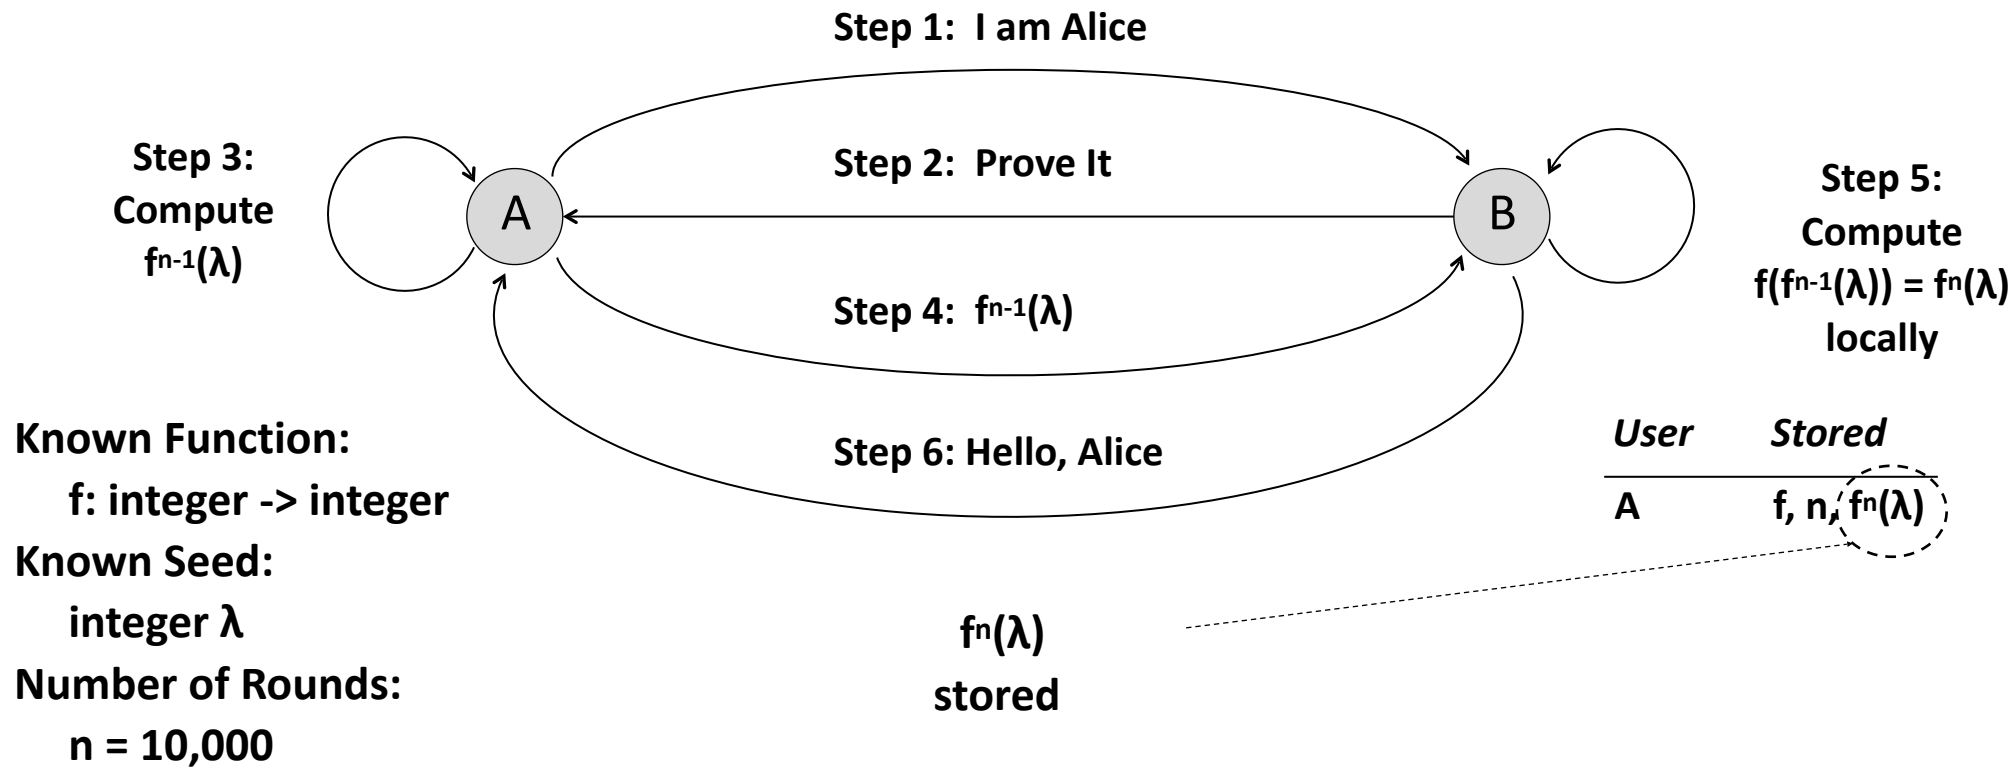 Step 1:  I am Alice
Step 2:  Prove It
Step 3:
Compute
fⁿ⁻¹(λ)
A
B
Step 5:
Compute
f(fⁿ⁻¹(λ)) = fⁿ(λ)
locally
Step 4:  fⁿ⁻¹(λ)
Step 6: Hello, Alice
Known Function:
f: integer -> integer
Known Seed:
integer λ
Number of Rounds:
n = 10,000
User Stored
A f, n, fⁿ(λ)
fⁿ(λ)
stored